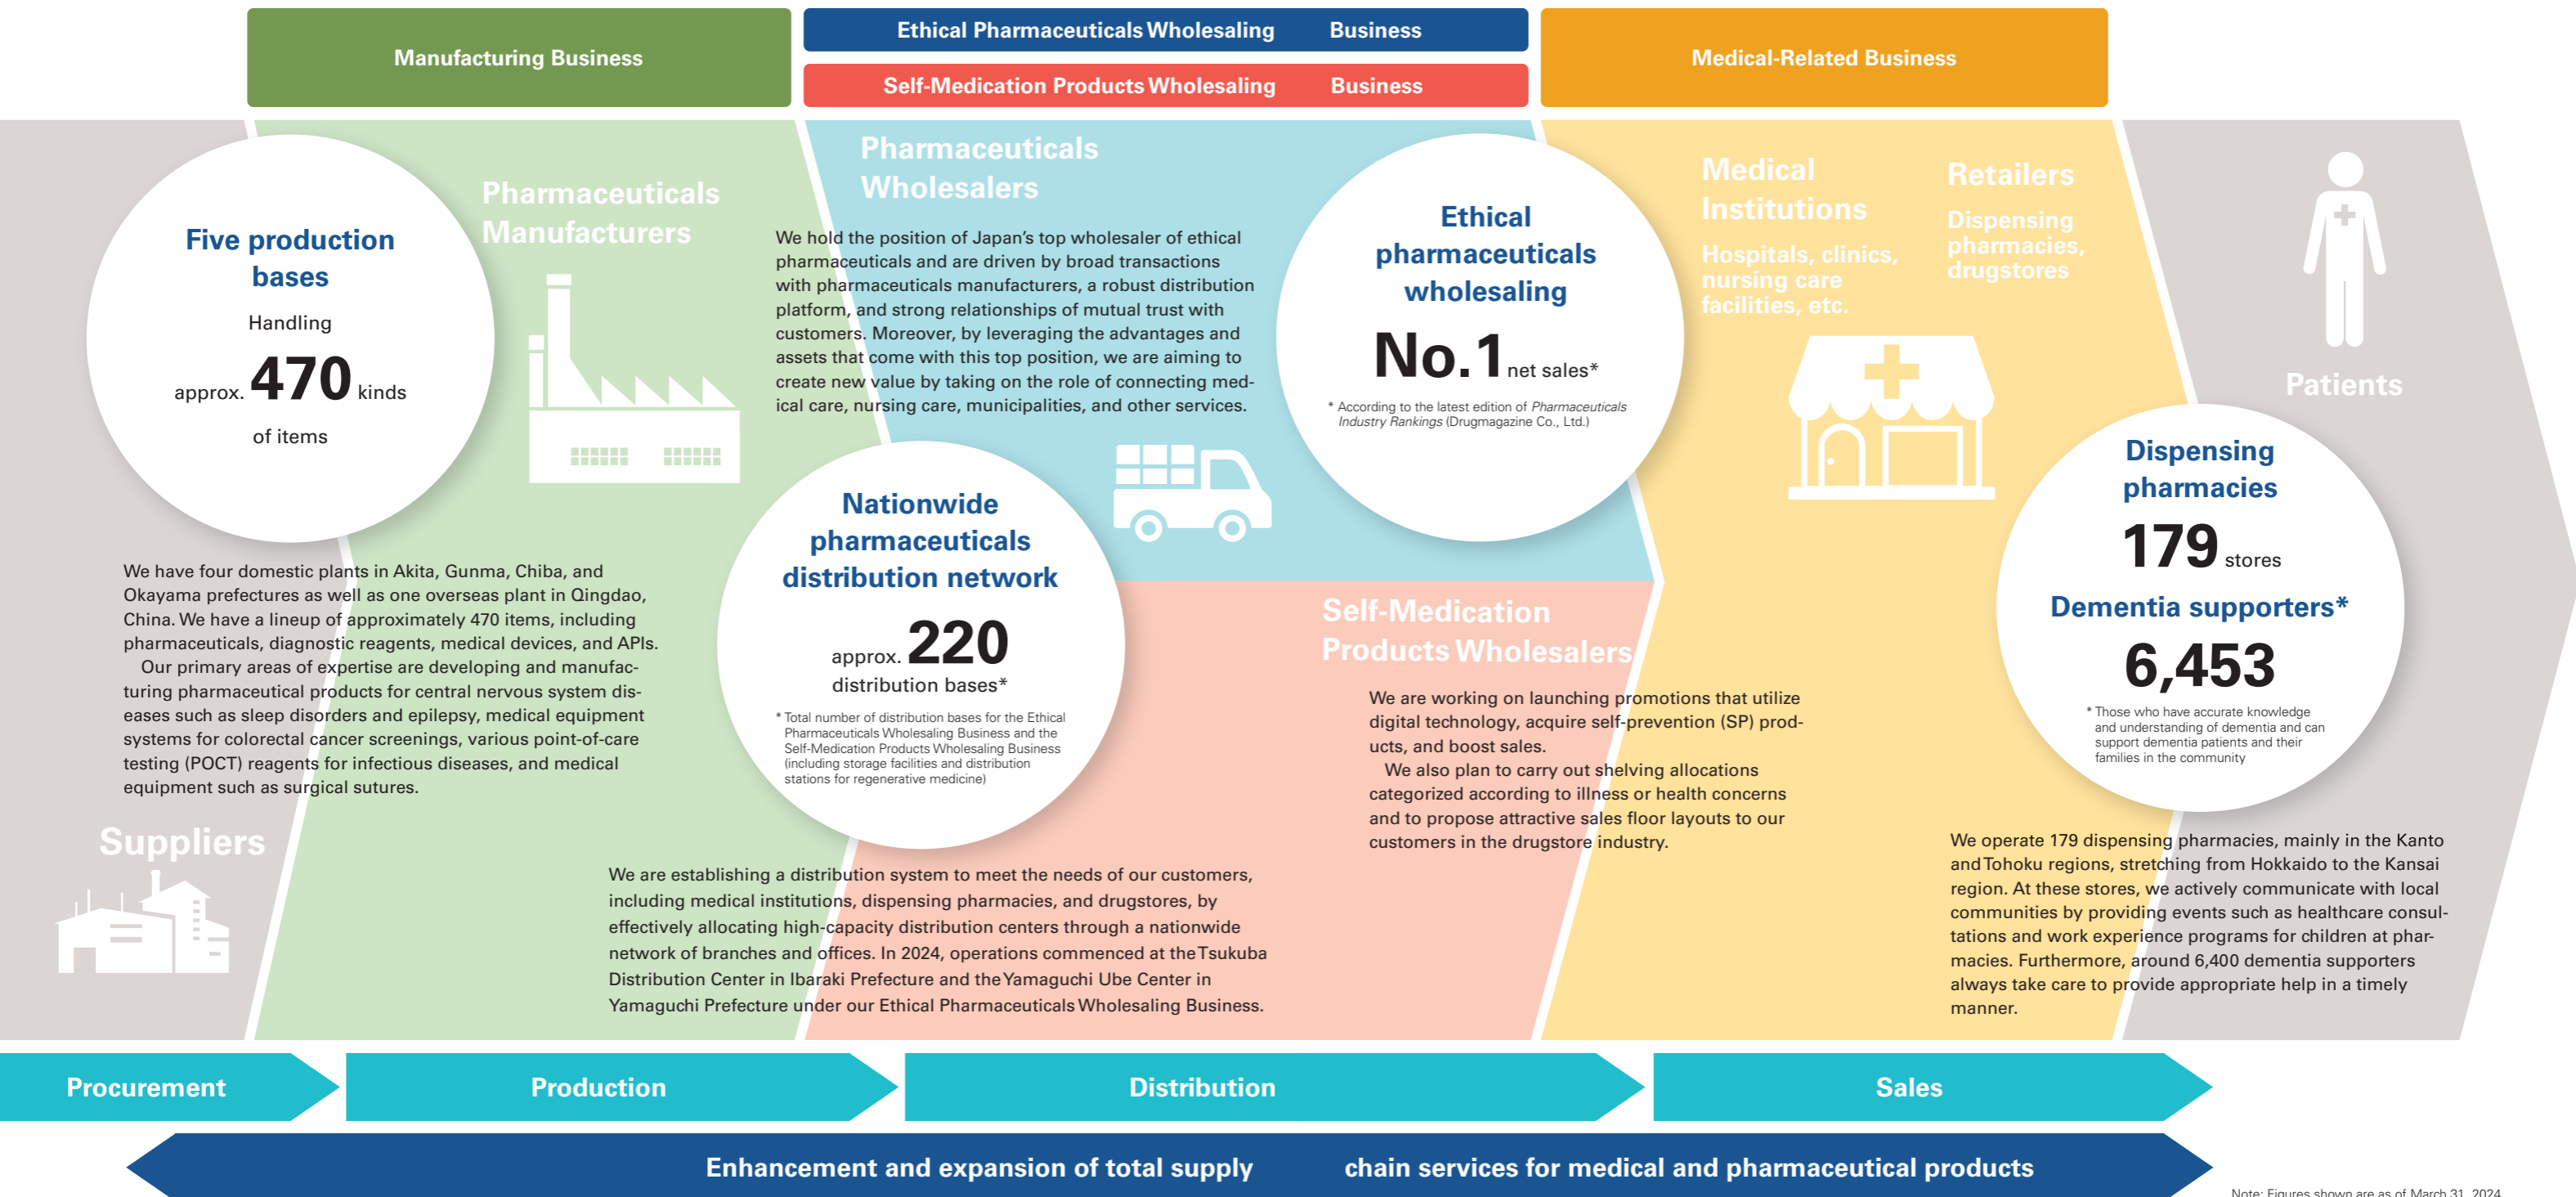 Manufacturing Business
Ethical Pharmaceuticals Wholesaling Business
Self-Medication Products Wholesaling Business
Medical-Related Business
Five production
bases
Handling
approx. 470 kinds
of items
Pharmaceuticals
Manufacturers
We have four domestic plants in Akita, Gunma, Chiba, and
Okayama prefectures as well as one overseas plant in Qingdao,
China. We have a lineup of approximately 470 items, including
pharmaceuticals, diagnostic reagents, medical devices, and APIs.
Our primary areas of expertise are developing and manufac-
turing pharmaceutical products for central nervous system dis-
eases such as sleep disorders and epilepsy, medical equipment
systems for colorectal cancer screenings, various point-of-care
testing (POCT) reagents for infectious diseases, and medical
equipment such as surgical sutures.
Suppliers
Pharmaceuticals
Wholesalers
We hold the position of Japan's top wholesaler of ethical
pharmaceuticals and are driven by broad transactions
with pharmaceuticals manufacturers, a robust distribution
platform, and strong relationships of mutual trust with
customers. Moreover, by leveraging the advantages and
assets that come with this top position, we are aiming to
create new value by taking on the role of connecting med-
ical care, nursing care, municipalities, and other services.
Nationwide
pharmaceuticals
distribution network
approx. 220
distribution bases*
* Total number of distribution bases for the Ethical
Pharmaceuticals Wholesaling Business and the
Self-Medication Products Wholesaling Business
(including storage facilities and distribution
stations for regenerative medicine)
We are establishing a distribution system to meet the needs of our customers,
including medical institutions, dispensing pharmacies, and drugstores, by
effectively allocating high-capacity distribution centers through a nationwide
network of branches and offices. In 2024, operations commenced at the Tsukuba
Distribution Center in Ibaraki Prefecture and the Yamaguchi Ube Center in
Yamaguchi Prefecture under our Ethical Pharmaceuticals Wholesaling Business.
Ethical
pharmaceuticals
wholesaling
No.1 net sales*
* According to the latest edition of Pharmaceuticals
Industry Rankings (Drugmagazine Co., Ltd.)
Self-Medication
Products Wholesalers
We are working on launching promotions that utilize
digital technology, acquire self-prevention (SP) prod-
ucts, and boost sales.
We also plan to carry out shelving allocations
categorized according to illness or health concerns
and to propose attractive sales floor layouts to our
customers in the drugstore industry.
Medical
Institutions
Hospitals, clinics,
nursing care
facilities, etc.
Retailers
Dispensing
pharmacies,
drugstores
Patients
Dispensing
pharmacies
179 stores
Dementia supporters*
6,453
* Those who have accurate knowledge
and understanding of dementia and can
support dementia patients and their
families in the community
We operate 179 dispensing pharmacies, mainly in the Kanto
and Tohoku regions, stretching from Hokkaido to the Kansai
region. At these stores, we actively communicate with local
communities by providing events such as healthcare consul-
tations and work experience programs for children at phar-
macies. Furthermore, around 6,400 dementia supporters
always take care to provide appropriate help in a timely
manner.
Procurement
Production
Distribution
Sales
Enhancement and expansion of total supply chain services for medical and pharmaceutical products
Note: Figures shown are as of March 31, 2024